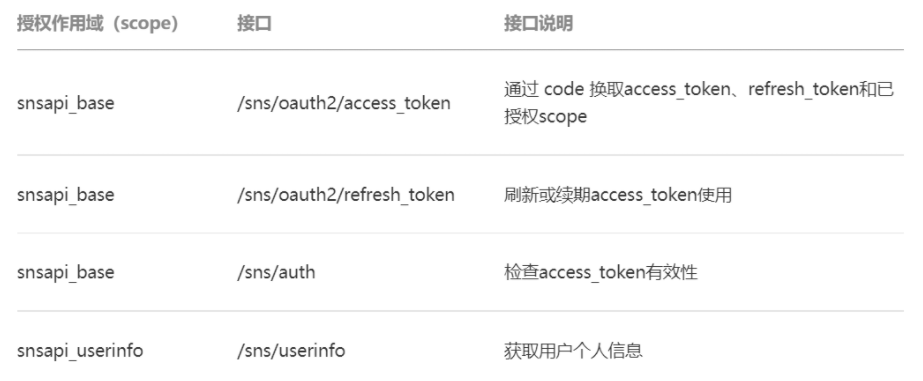 授权作用域（scope） 接口 接口说明
snsapi_base /sns/oauth2/access_token 通过 code 换取access_token、refresh_token和已
授权scope
snsapi_base /sns/oauth2/refresh_token 刷新或续期access_token使用
snsapi_base /sns/auth 检查access_token有效性
snsapi_userinfo /sns/userinfo 获取用户个人信息